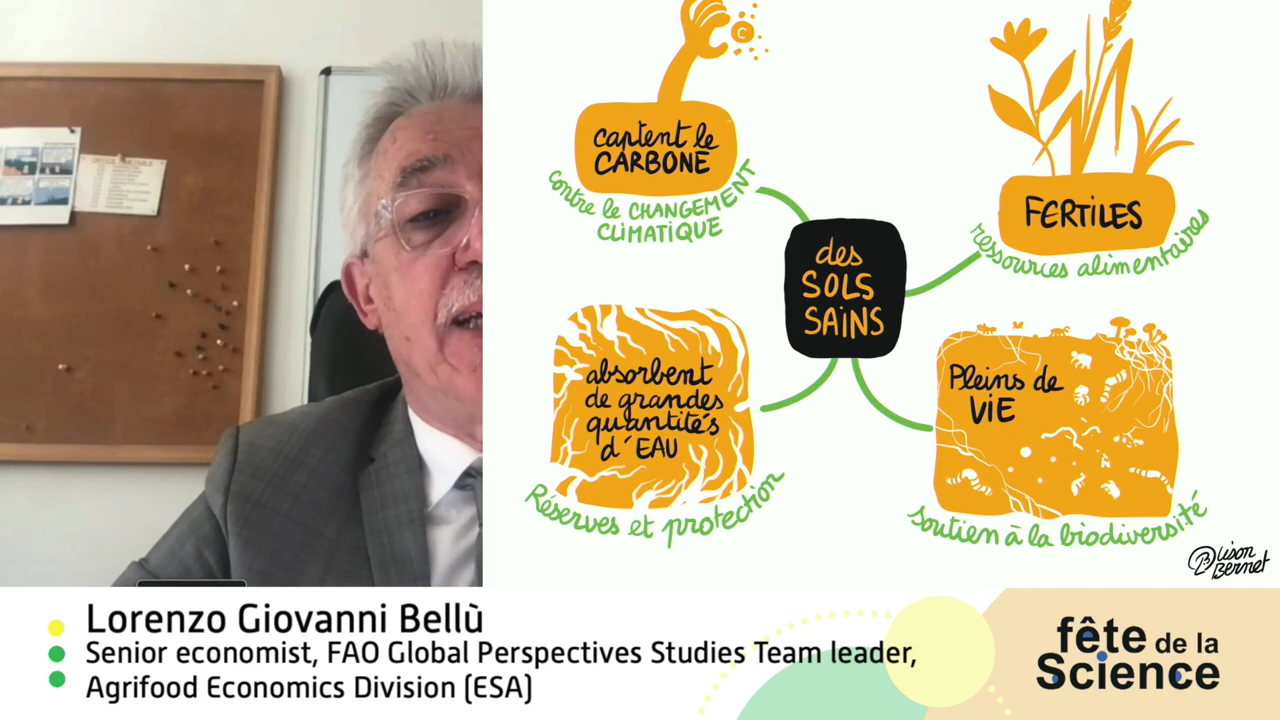 captent le
CARBONE
contre le CHANGEMENT
CLIMATIQUE
C
FERTILES
ressources alimentaires
des
SOLS
SAINS
absorbent
de grandes
quantités
d'EAU
Réserves et protection
Pleins de
ViE
soutien à la biodiversité
Alison
Bernet
Lorenzo Giovanni Bellù
Senior economist, FAO Global Perspectives Studies Team leader,
Agrifood Economics Division (ESA)
fête de la
Science